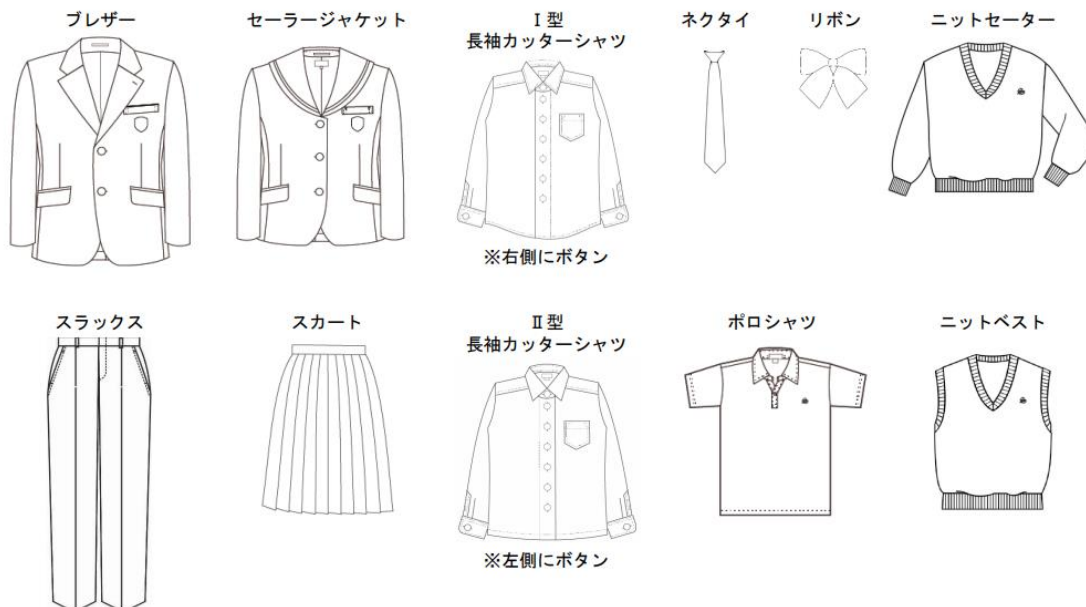 ブレザー
セーラージャケット
Ⅰ型
長袖カッターシャツ
ネクタイ
リボン
ニットセーター
※右側にボタン
スラックス
スカート
Ⅱ型
長袖カッターシャツ
ポロシャツ
ニットベスト
※左側にボタン